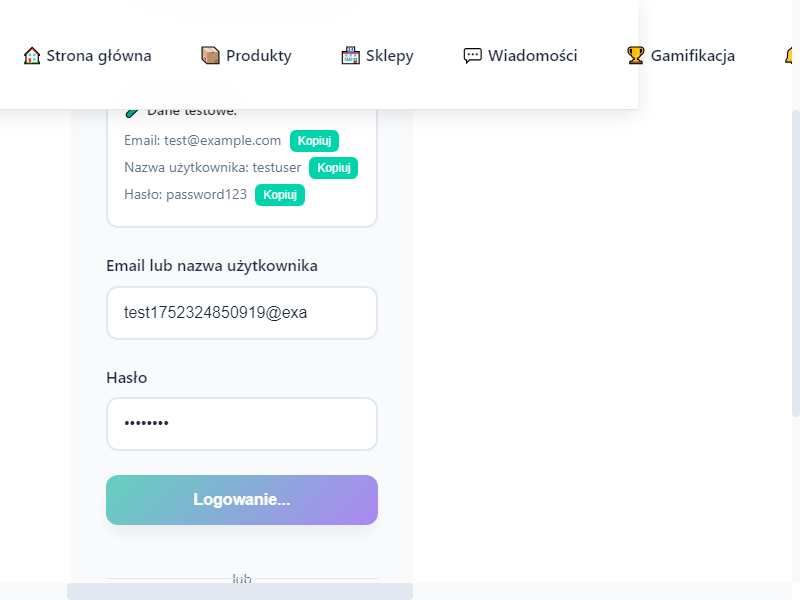 Strona główna Produkty Sklepy Wiadomości Gamifikacja
Dane testowe:
Email: test@example.com Kopiuj
Nazwa użytkownika: testuser Kopiuj
Hasło: password123 Kopiuj
Email lub nazwa użytkownika
test1752324850919@exa
Hasło
••••••••
Logowanie...
lub